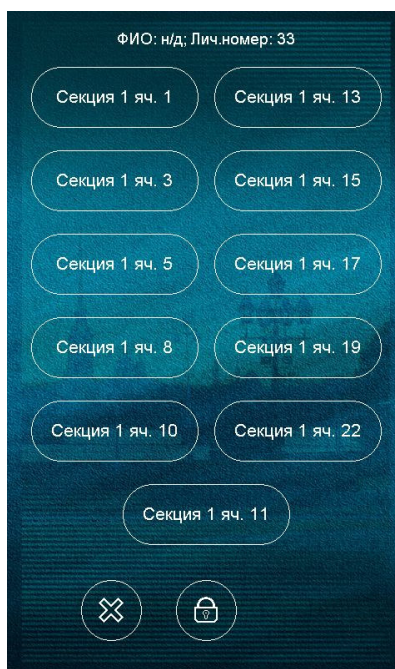 ФИО: н/д; Лич.номер: 33
Секция 1 яч. 1
Секция 1 яч. 13
Секция 1 яч. 3
Секция 1 яч. 15
Секция 1 яч. 5
Секция 1 яч. 17
Секция 1 яч. 8
Секция 1 яч. 19
Секция 1 яч. 10
Секция 1 яч. 22
Секция 1 яч. 11